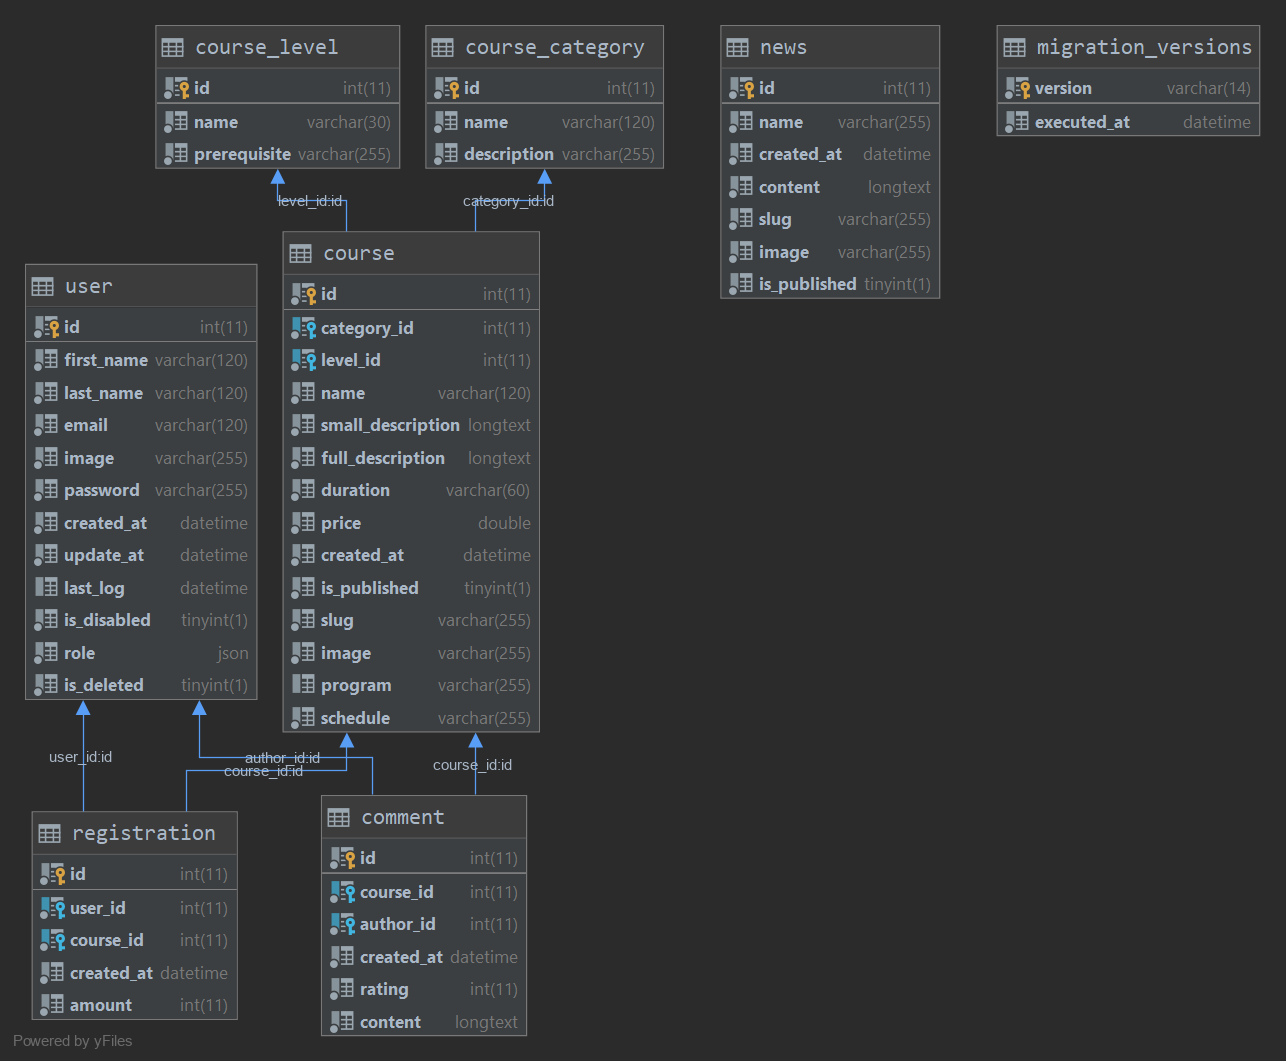 course_level
id int(11)
name varchar(30)
prerequisite varchar(255)
course_category
id int(11)
name varchar(120)
description varchar(255)
news
id int(11)
name varchar(255)
created_at datetime
content longtext
slug varchar(255)
image varchar(255)
is_published tinyint(1)
migration_versions
version varchar(14)
executed_at datetime
level_id:id
category_id:id
user
id int(11)
first_name varchar(120)
last_name varchar(120)
email varchar(120)
image varchar(255)
password varchar(255)
created_at datetime
update_at datetime
last_log datetime
is_disabled tinyint(1)
role json
is_deleted tinyint(1)
course
id int(11)
category_id int(11)
level_id int(11)
name varchar(120)
small_description longtext
full_description longtext
duration varchar(60)
price double
created_at datetime
is_published tinyint(1)
slug varchar(255)
image varchar(255)
program varchar(255)
schedule varchar(255)
user_id:id
author_id:id
course_id:id
course_id:id
registration
id int(11)
user_id int(11)
course_id int(11)
created_at datetime
amount int(11)
comment
id int(11)
course_id int(11)
author_id int(11)
created_at datetime
rating int(11)
content longtext
Powered by yFiles